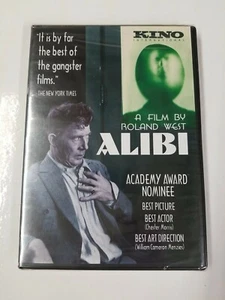 "It is by far
the best of
the gangster
films."
THE NEW YORK TIMES
KINO
INTERNATIONAL
A FILM BY
ROLAND WEST
ALIBI
ACADEMY AWARD
NOMINEE
BEST PICTURE
BEST ACTOR
(Chester Morris)
BEST ART DIRECTION
(William Cameron Menzies)